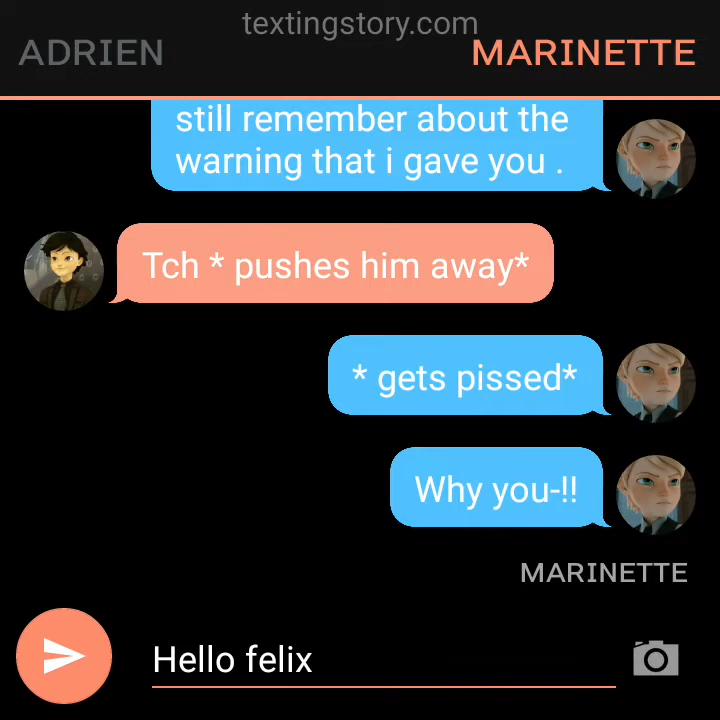 textingstory.com
ADRIEN
MARINETTE
still remember about the
warning that i gave you .
Tch * pushes him away*
* gets pissed*
Why you-!!
MARINETTE
Hello felix